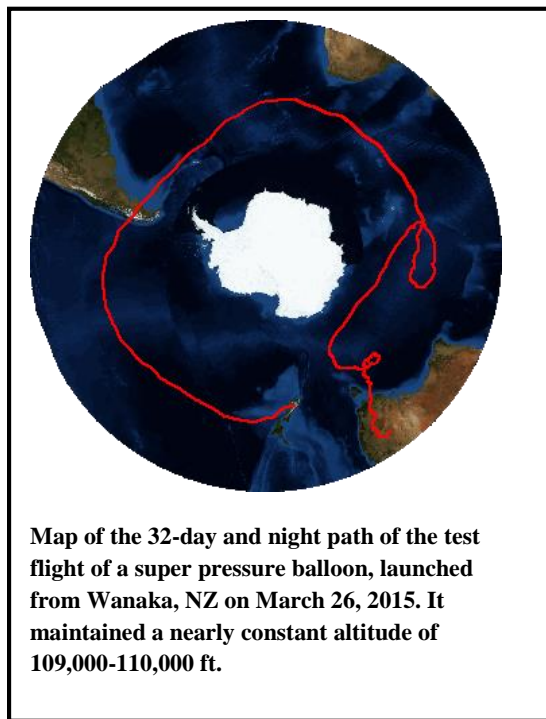 Map of the 32-day and night path of the test
flight of a super pressure balloon, launched
from Wanaka, NZ on March 26, 2015. It
maintained a nearly constant altitude of
109,000-110,000 ft.